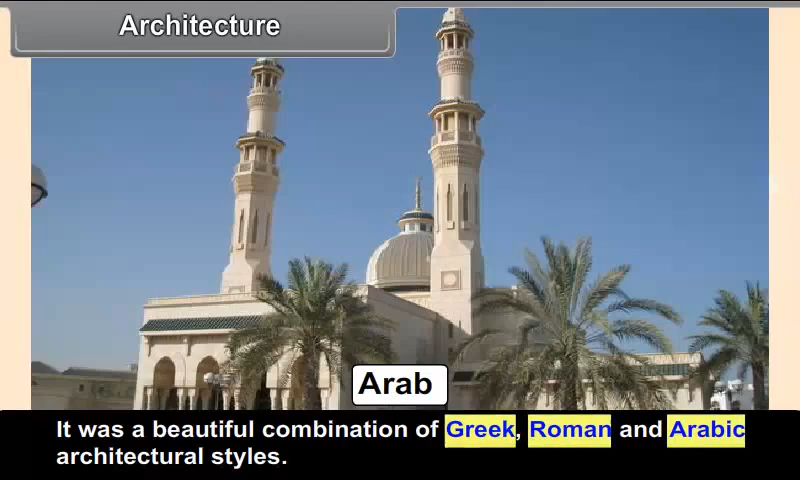 Architecture
Arab
It was a beautiful combination of Greek, Roman and Arabic
architectural styles.